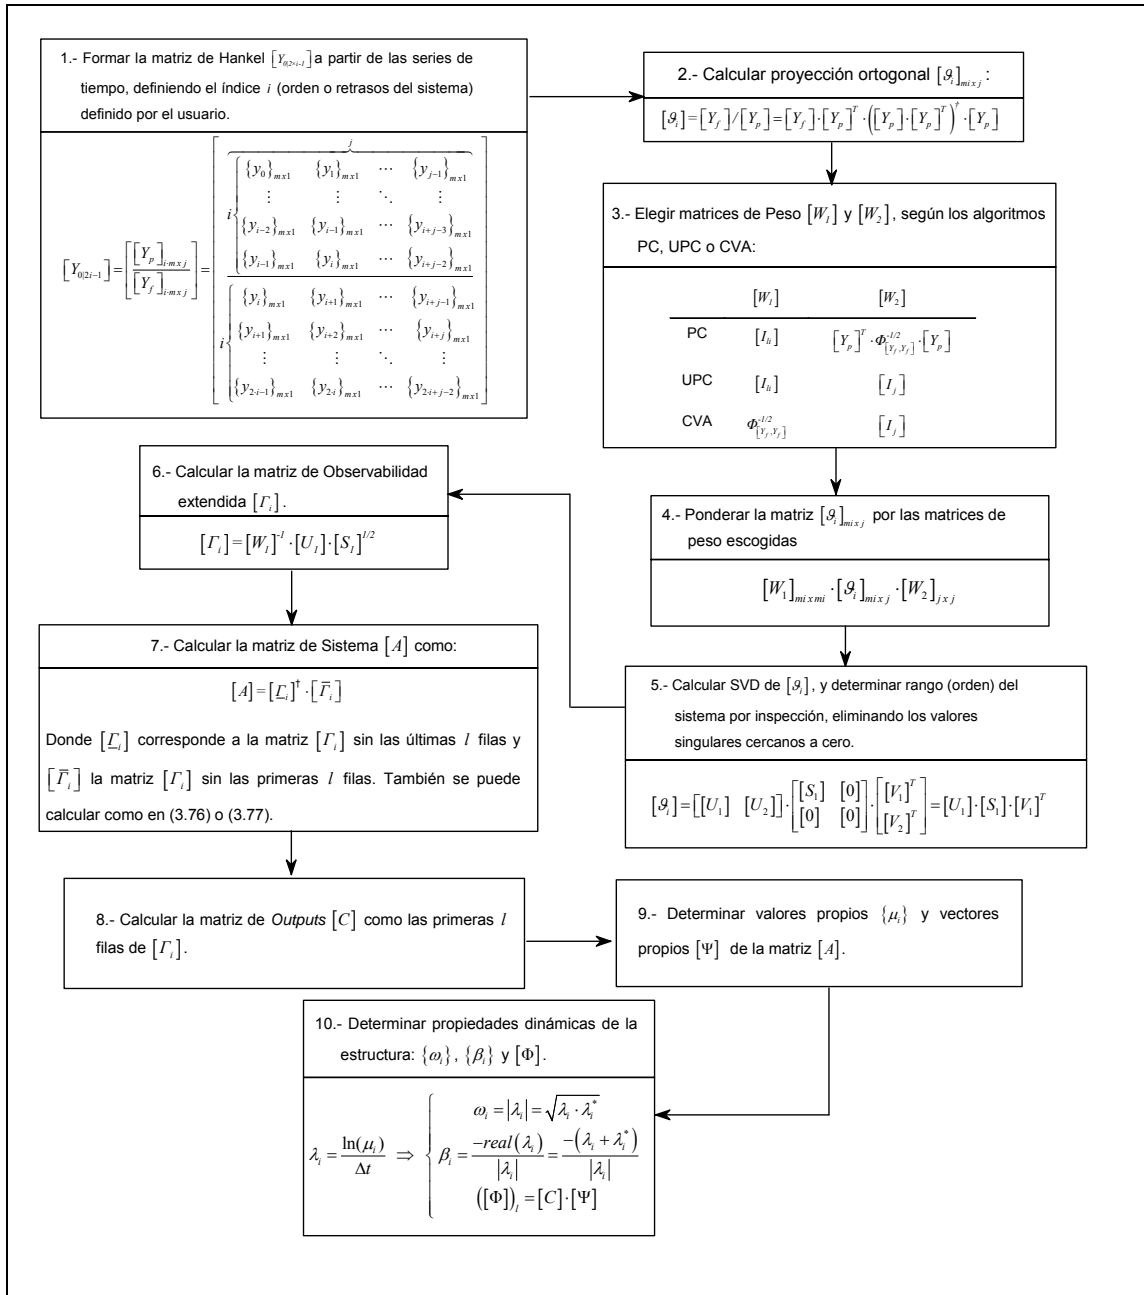 1.- Formar la matriz de Hankel [Y_{0|2×i-1}] a partir de las series de
tiempo, definiendo el índice i (orden o retrasos del sistema)
definido por el usuario.
[Y_{0|2i-1}] = [ [Y_p]_{i·mxj} / [Y_f]_{i·mxj} ] =
j
i { {y_0}_{mx1} {y_1}_{mx1} ⋯ {y_{j-1}}_{mx1}
⋮ ⋮ ⋱ ⋮
{y_{i-2}}_{mx1} {y_{i-1}}_{mx1} ⋯ {y_{i+j-3}}_{mx1}
{y_{i-1}}_{mx1} {y_i}_{mx1} ⋯ {y_{i+j-2}}_{mx1}
i { {y_i}_{mx1} {y_{i+1}}_{mx1} ⋯ {y_{i+j-1}}_{mx1}
{y_{i+1}}_{mx1} {y_{i+2}}_{mx1} ⋯ {y_{i+j}}_{mx1}
⋮ ⋮ ⋱ ⋮
{y_{2·i-1}}_{mx1} {y_{2·i}}_{mx1} ⋯ {y_{2·i+j-2}}_{mx1}
2.- Calcular proyección ortogonal [ϑ_i]_{mixj} :
[ϑ_i] = [Y_f]/[Y_p] = [Y_f]·[Y_p]^T·([Y_p]·[Y_p]^T)^†·[Y_p]
3.- Elegir matrices de Peso [W_1] y [W_2], según los algoritmos
PC, UPC o CVA:
[W_1] [W_2]
PC [I_{li}] [Y_p]^T·Φ^{-1/2}_{[Y_f,Y_f]}·[Y_p]
UPC [I_{li}] [I_j]
CVA Φ^{-1/2}_{[Y_f,Y_f]} [I_j]
4.- Ponderar la matriz [ϑ_i]_{mixj} por las matrices de
peso escogidas
[W_1]_{mixmi}·[ϑ_i]_{mixj}·[W_2]_{jxj}
5.- Calcular SVD de [ϑ_i], y determinar rango (orden) del
sistema por inspección, eliminando los valores
singulares cercanos a cero.
[ϑ_i] = [[U_1] [U_2]]·[[S_1] [0]; [0] [0]]·[[V_1]^T; [V_2]^T] = [U_1]·[S_1]·[V_1]^T
6.- Calcular la matriz de Observabilidad
extendida [Γ_i].
[Γ_i] = [W_1]^{-1}·[U_1]·[S_1]^{1/2}
7.- Calcular la matriz de Sistema [A] como:
[A] = [Γ̲_i]^†·[Γ̅_i]
Donde [Γ̲_i] corresponde a la matriz [Γ_i] sin las últimas l filas y
[Γ̅_i] la matriz [Γ_i] sin las primeras l filas. También se puede
calcular como en (3.76) o (3.77).
8.- Calcular la matriz de Outputs [C] como las primeras l
filas de [Γ_i].
9.- Determinar valores propios {μ_i} y vectores
propios [Ψ] de la matriz [A].
10.- Determinar propiedades dinámicas de la
estructura: {ω_i}, {β_i} y [Φ].
λ_i = ln(μ_i)/Δt ⇒ {
ω_i = |λ_i| = √(λ_i·λ_i^*)
β_i = -real(λ_i)/|λ_i| = -(λ_i+λ_i^*)/|λ_i|
([Φ])_l = [C]·[Ψ]